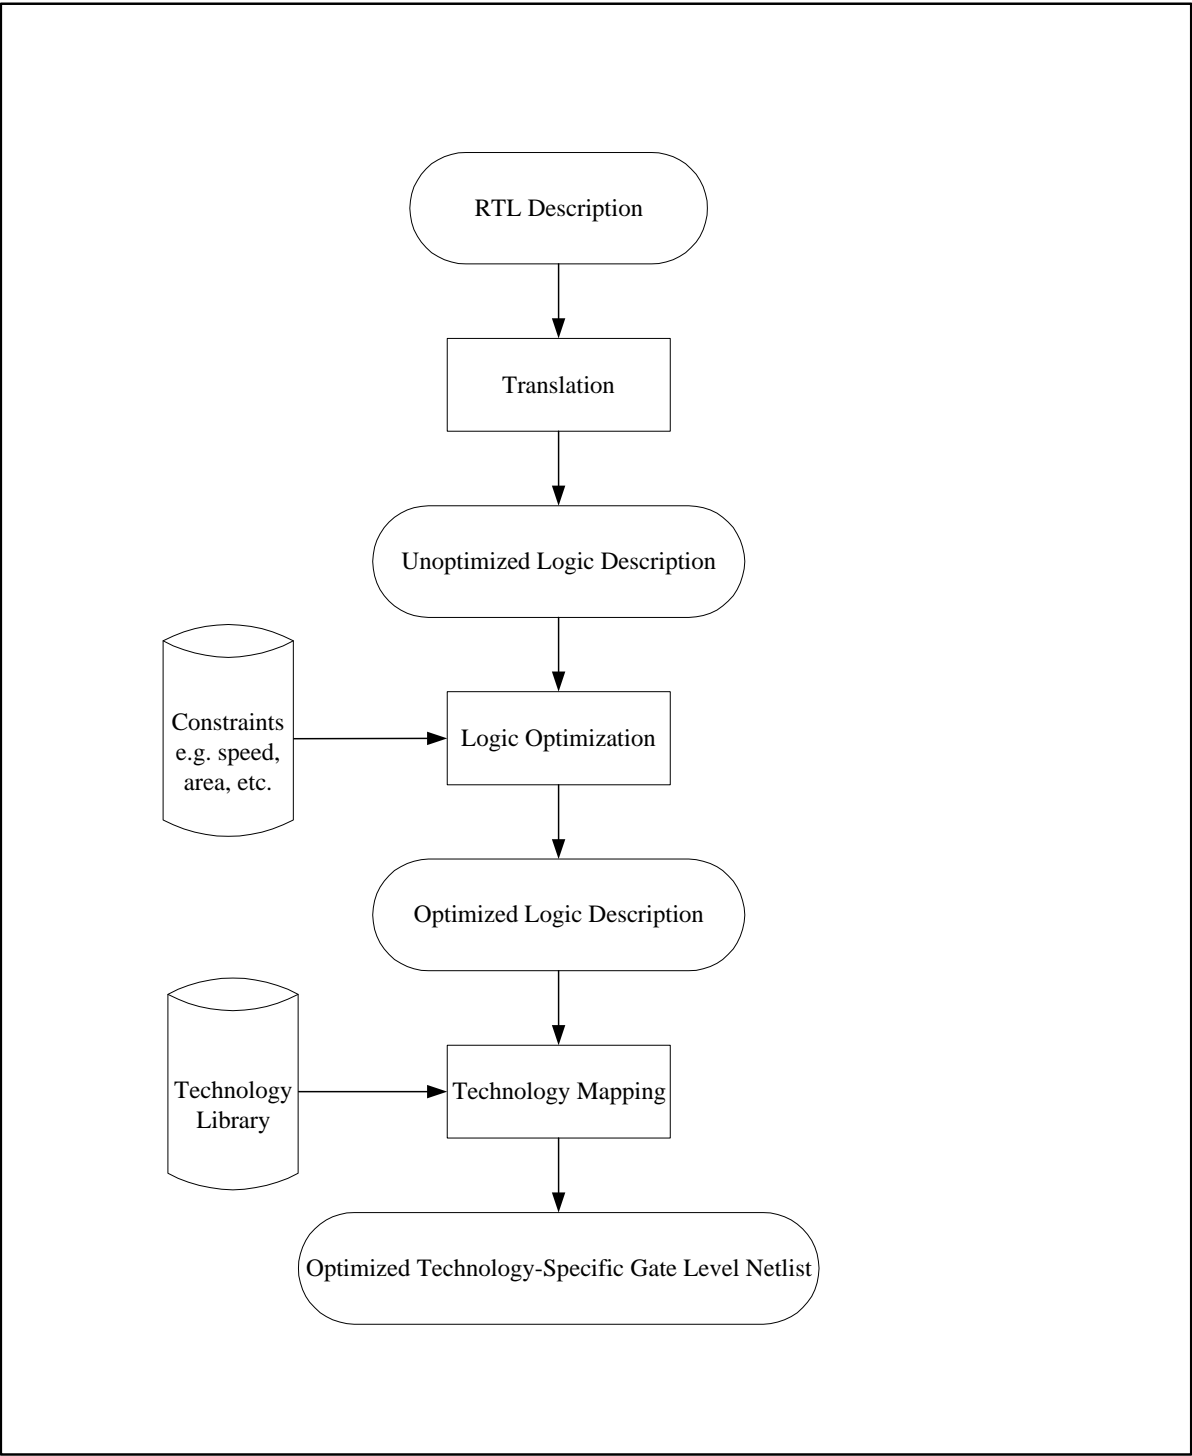 RTL Description
Translation
Unoptimized Logic Description
Constraints
e.g. speed,
area, etc.
Logic Optimization
Optimized Logic Description
Technology
Library
Technology Mapping
Optimized Technology-Specific Gate Level Netlist